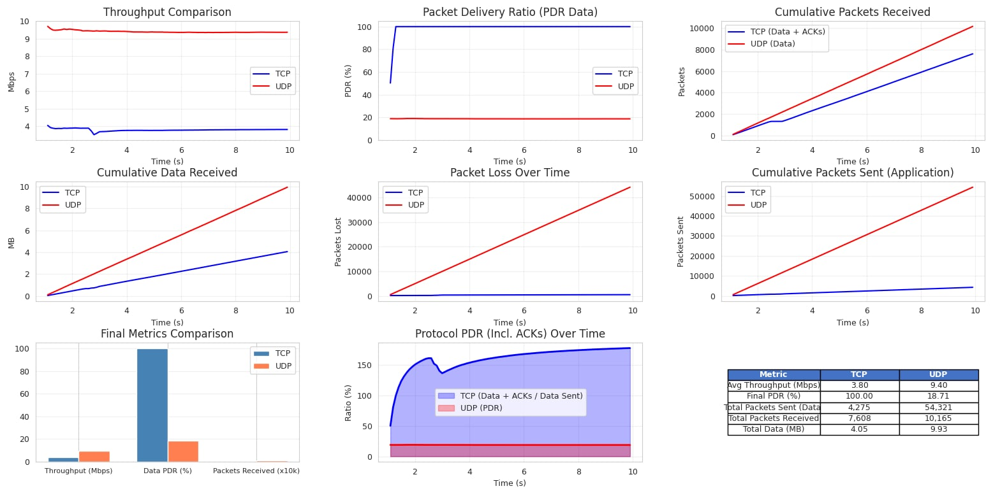 Throughput Comparison
Mbps
10
9
8
7
6
5
4
TCP
UDP
2 4 6 8 10
Time (s)
Packet Delivery Ratio (PDR Data)
PDR (%)
100
80
60
40
20
0
TCP
UDP
2 4 6 8 10
Time (s)
Cumulative Packets Received
Packets
10000
8000
6000
4000
2000
0
TCP (Data + ACKs)
UDP (Data)
2 4 6 8 10
Time (s)
Cumulative Data Received
MB
10
8
6
4
2
0
TCP
UDP
2 4 6 8 10
Time (s)
Packet Loss Over Time
Packets Lost
40000
30000
20000
10000
0
TCP
UDP
2 4 6 8 10
Time (s)
Cumulative Packets Sent (Application)
Packets Sent
50000
40000
30000
20000
10000
0
TCP
UDP
2 4 6 8 10
Time (s)
Final Metrics Comparison
100
80
60
40
20
0
TCP
UDP
Throughput (Mbps) Data PDR (%) Packets Received (x10k)
Protocol PDR (Incl. ACKs) Over Time
Ratio (%)
150
100
50
0
TCP (Data + ACKs / Data Sent)
UDP (PDR)
2 4 6 8 10
Time (s)
Metric TCP UDP
Avg Throughput (Mbps) 3.80 9.40
Final PDR (%) 100.00 18.71
Total Packets Sent (Data 4,275 54,321
Total Packets Received 7,608 10,165
Total Data (MB) 4.05 9.93